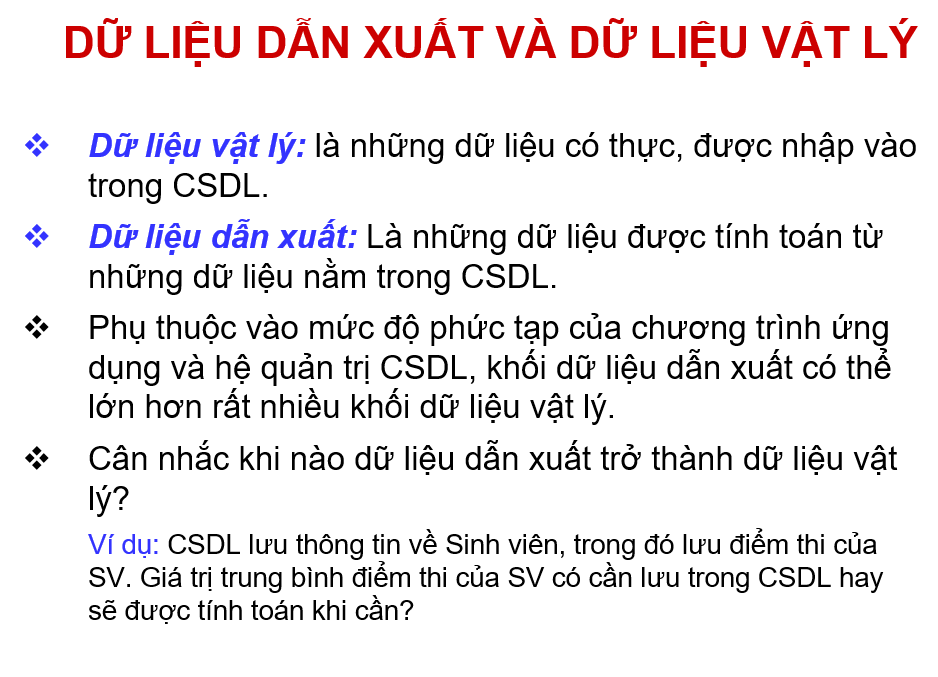 DỮ LIỆU DẪN XUẤT VÀ DỮ LIỆU VẬT LÝ
❖ Dữ liệu vật lý: là những dữ liệu có thực, được nhập vào
trong CSDL.
❖ Dữ liệu dẫn xuất: Là những dữ liệu được tính toán từ
những dữ liệu nằm trong CSDL.
❖ Phụ thuộc vào mức độ phức tạp của chương trình ứng
dụng và hệ quản trị CSDL, khối dữ liệu dẫn xuất có thể
lớn hơn rất nhiều khối dữ liệu vật lý.
❖ Cân nhắc khi nào dữ liệu dẫn xuất trở thành dữ liệu vật
lý?
Ví dụ: CSDL lưu thông tin về Sinh viên, trong đó lưu điểm thi của
SV. Giá trị trung bình điểm thi của SV có cần lưu trong CSDL hay
sẽ được tính toán khi cần?